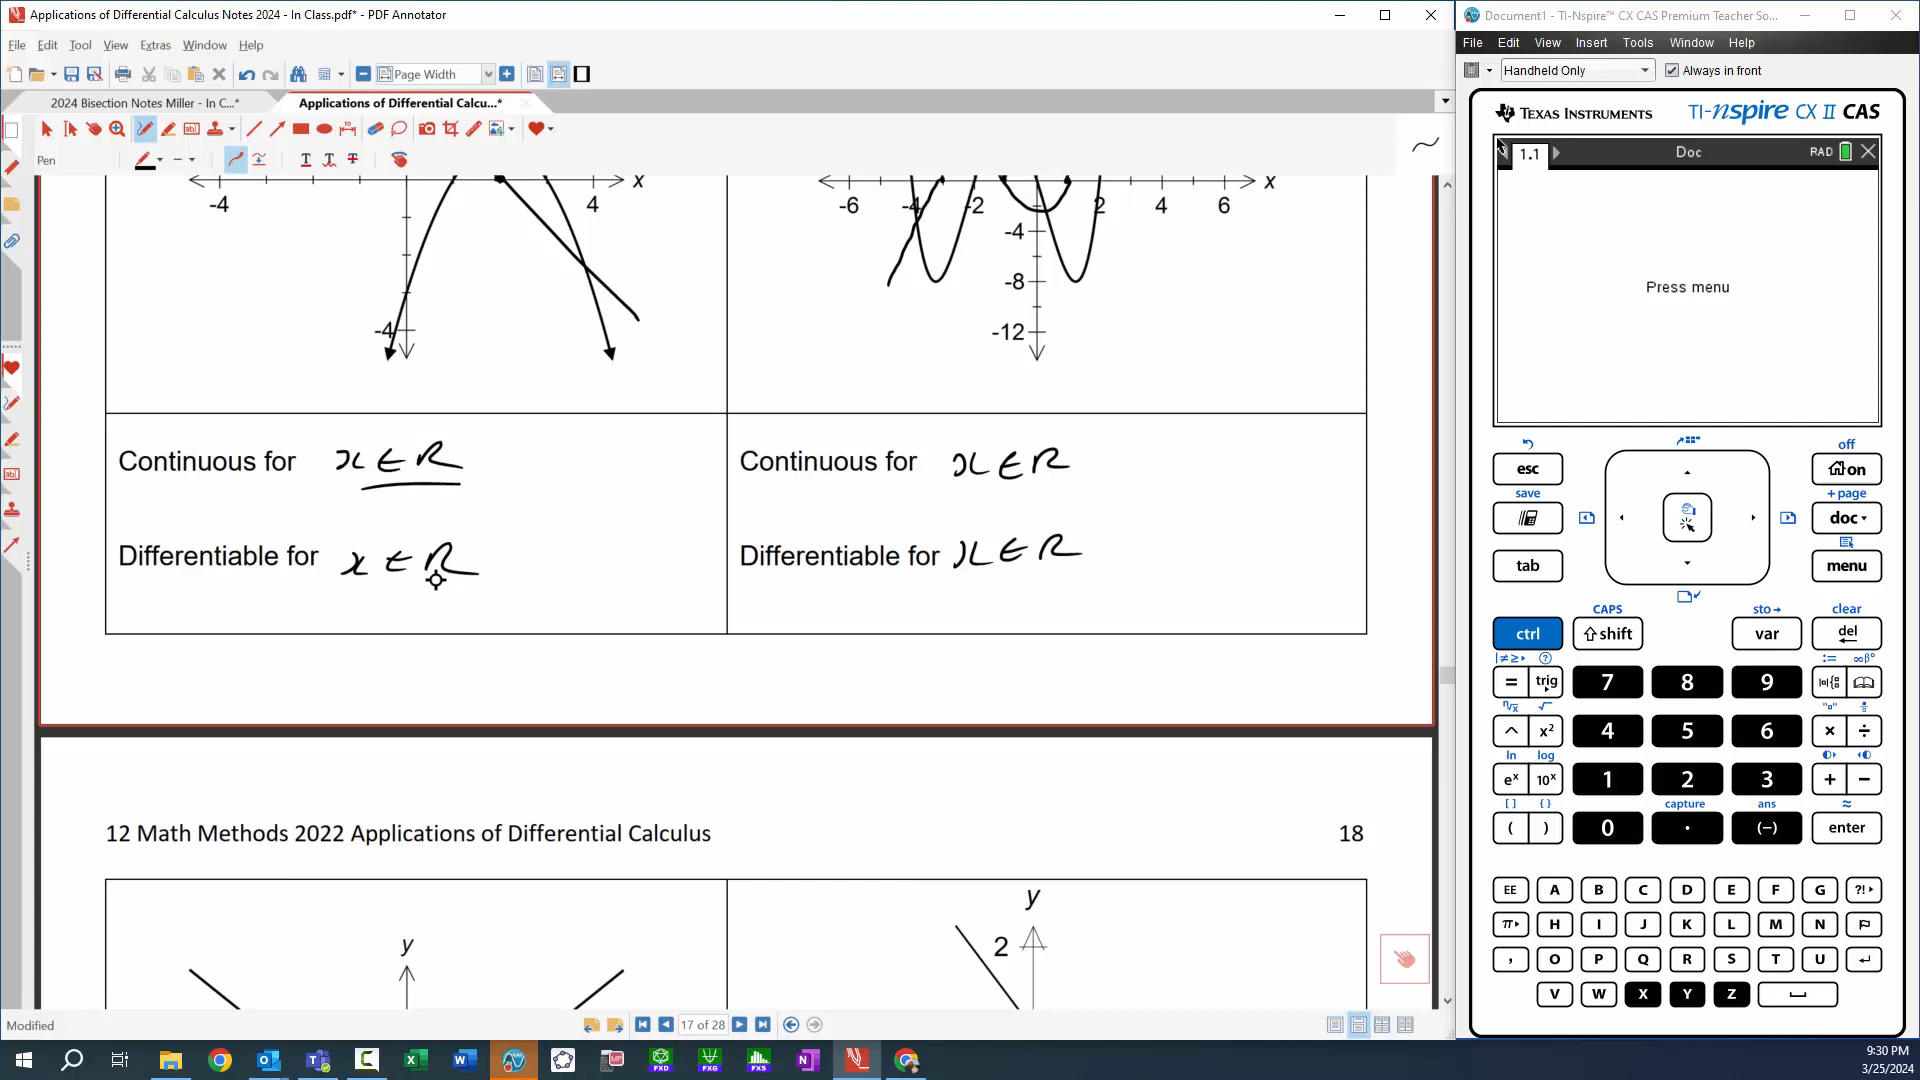 Applications of Differential Calculus Notes 2024 - In Class.pdf* - PDF Annotator
File Edit Tool View Extras Window Help
Page Width
2024 Bisection Notes Miller - In C...* Applications of Differential Calcu...*
Pen
-4 4 x
-4
-6 -4 -2 2 4 6 x
-4
-8
-12
Continuous for x ∈ R
Differentiable for x ∈ R
Continuous for x ∈ R
Differentiable for x ∈ R
12 Math Methods 2022 Applications of Differential Calculus 18
y
y
2
Modified 17 of 28
Document1 - TI-Nspire™ CX CAS Premium Teacher So...
File Edit View Insert Tools Window Help
Handheld Only Always in front
TEXAS INSTRUMENTS TI-nspire CX II CAS
1.1 Doc RAD
Press menu
off
esc on
save + page
doc
tab menu
CAPS sto→ clear
ctrl shift var del
= trig 7 8 9
^ x² 4 5 6 × ÷
ln log
eˣ 10ˣ 1 2 3 + −
[ ] { } capture ans ≈
( ) 0 . (−) enter
EE A B C D E F G ?!
π H I J K L M N
, O P Q R S T U
V W X Y Z
9:30 PM
3/25/2024